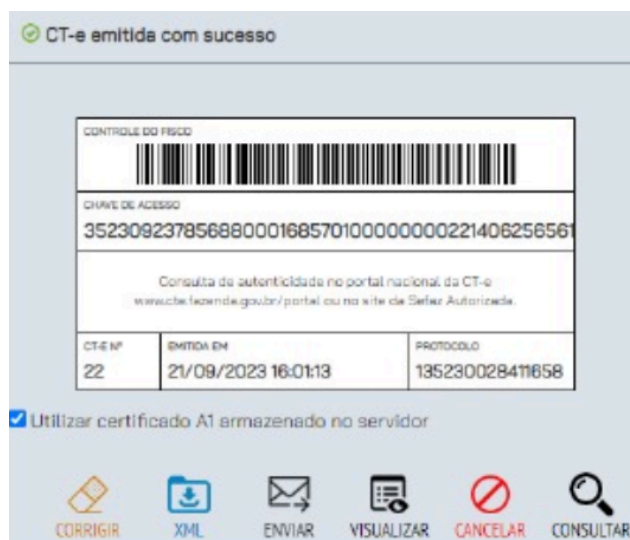 CT-e emitida com sucesso
CONTROLE DO FISCO
CHAVE DE ACESSO
35230923785688000168570100000000221406256561
Consulta de autenticidade no portal nacional da CT-e
www.cte.fazenda.gov.br/portal ou no site da Sefaz Autorizada.
CT-E Nº EMITIDA EM PROTOCOLO
22 21/09/2023 16:01:13 135230028411658
Utilizar certificado A1 armazenado no servidor
CORRIGIR XML ENVIAR VISUALIZAR CANCELAR CONSULTAR